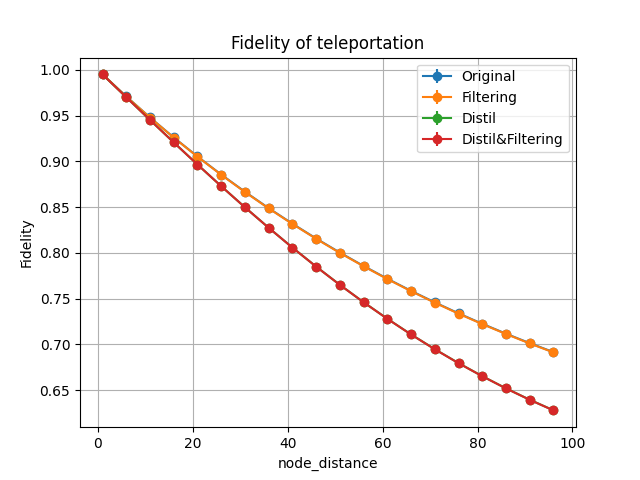 Fidelity of teleportation
Original
Filtering
Distil
Distil&Filtering
Fidelity
1.00
0.95
0.90
0.85
0.80
0.75
0.70
0.65
0
20
40
60
80
100
node_distance